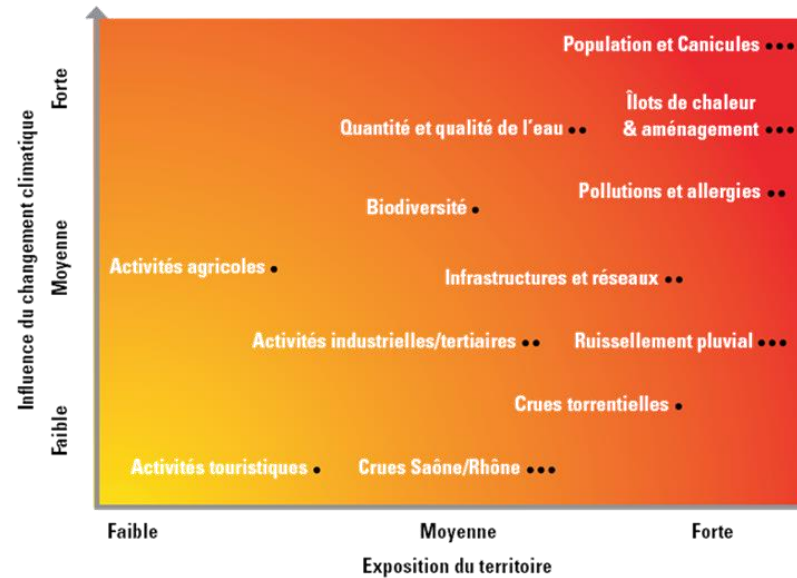 Influence du changement climatique
Forte
Moyenne
Faible
Population et Canicules •••
Îlots de chaleur
& aménagement •••
Quantité et qualité de l'eau ••
Pollutions et allergies ••
Biodiversité •
Activités agricoles •
Infrastructures et réseaux ••
Activités industrielles/tertiaires ••
Ruissellement pluvial •••
Crues torrentielles •
Activités touristiques •
Crues Saône/Rhône •••
Faible
Moyenne
Forte
Exposition du territoire